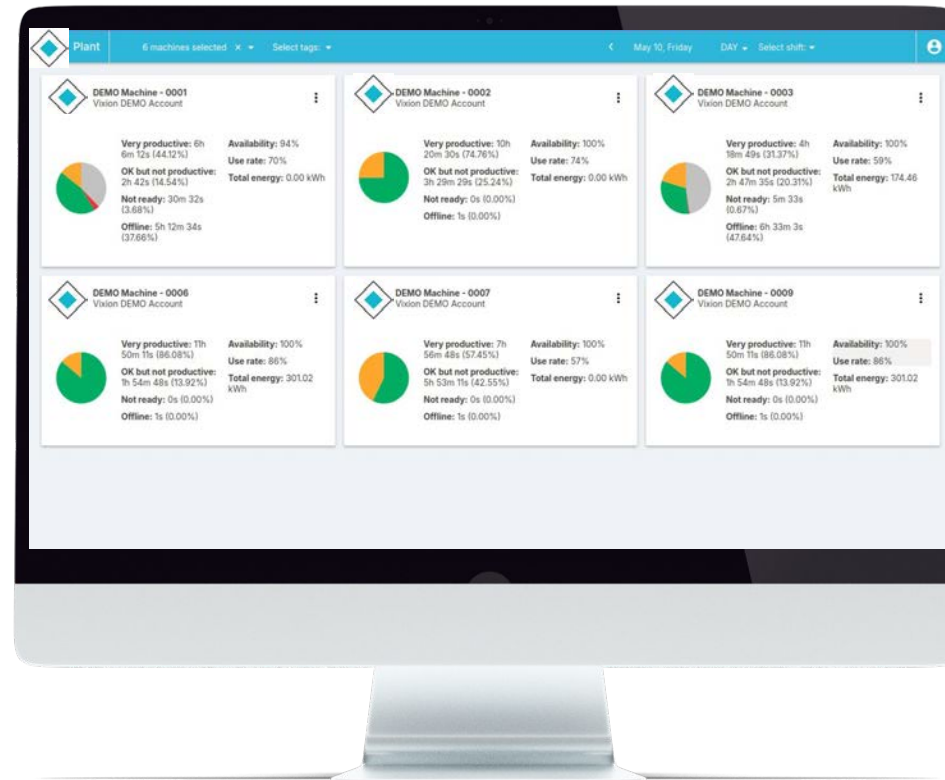 Plant
6 machines selected × Select tags:
May 10, Friday DAY Select shift:
DEMO Machine - 0001
Vixion DEMO Account
Very productive: 6h
6m 12s (44.12%)
OK but not productive:
2h 42s (14.54%)
Not ready: 30m 32s
(3.68%)
Offline: 5h 12m 34s
(37.66%)
Availability: 94%
Use rate: 70%
Total energy: 0.00 kWh
DEMO Machine - 0002
Vixion DEMO Account
Very productive: 10h
20m 30s (74.76%)
OK but not productive:
3h 29m 29s (25.24%)
Not ready: 0s (0.00%)
Offline: 1s (0.00%)
Availability: 100%
Use rate: 74%
Total energy: 0.00 kWh
DEMO Machine - 0003
Vixion DEMO Account
Very productive: 4h
18m 49s (31.37%)
OK but not productive:
2h 47m 35s (20.31%)
Not ready: 5m 33s
(0.67%)
Offline: 6h 33m 3s
(47.64%)
Availability: 100%
Use rate: 59%
Total energy: 174.46
kWh
DEMO Machine - 0006
Vixion DEMO Account
Very productive: 11h
50m 11s (86.08%)
OK but not productive:
1h 54m 48s (13.92%)
Not ready: 0s (0.00%)
Offline: 1s (0.00%)
Availability: 100%
Use rate: 86%
Total energy: 301.02
kWh
DEMO Machine - 0007
Vixion DEMO Account
Very productive: 7h
56m 48s (57.45%)
OK but not productive:
5h 53m 11s (42.55%)
Not ready: 0s (0.00%)
Offline: 1s (0.00%)
Availability: 100%
Use rate: 57%
Total energy: 0.00 kWh
DEMO Machine - 0009
Vixion DEMO Account
Very productive: 11h
50m 11s (86.08%)
OK but not productive:
1h 54m 48s (13.92%)
Not ready: 0s (0.00%)
Offline: 1s (0.00%)
Availability: 100%
Use rate: 86%
Total energy: 301.02
kWh